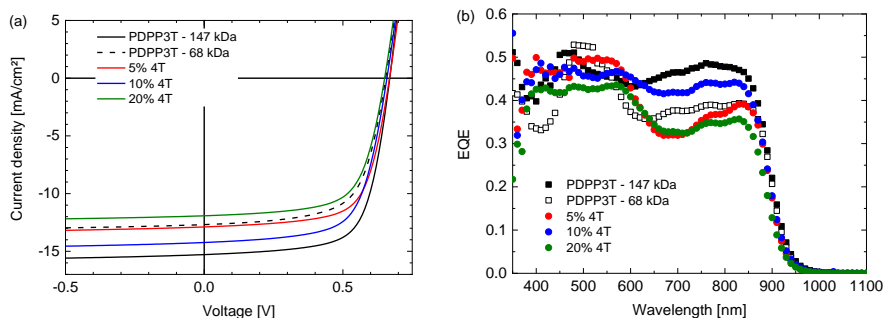 (a)
PDPP3T - 147 kDa
PDPP3T - 68 kDa
5% 4T
10% 4T
20% 4T
5
0
-5
-10
-15
-0.5
0.0
0.5
Current density [mA/cm²]
Voltage [V]
(b)
0.6
0.5
0.4
0.3
0.2
0.1
0.0
EQE
PDPP3T - 147 kDa
PDPP3T - 68 kDa
5% 4T
10% 4T
20% 4T
400 500 600 700 800 900 1000 1100
Wavelength [nm]